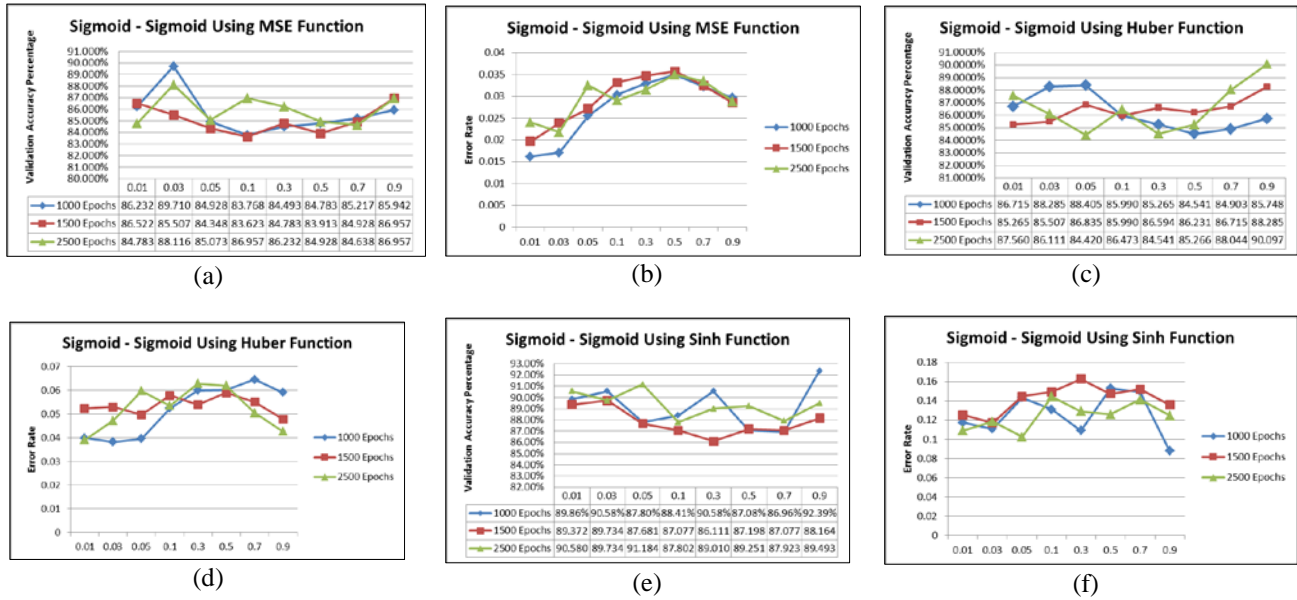 Sigmoid - Sigmoid Using MSE Function
Validation Accuracy Percentage
91.000%
90.000%
89.000%
88.000%
87.000%
86.000%
85.000%
84.000%
83.000%
82.000%
81.000%
80.000%
0.01 0.03 0.05 0.1 0.3 0.5 0.7 0.9
1000 Epochs 86.232 89.710 84.928 83.768 84.493 84.783 85.217 85.942
1500 Epochs 86.522 85.507 84.348 83.623 84.783 83.913 84.928 86.957
2500 Epochs 84.783 88.116 85.073 86.957 86.232 84.928 84.638 86.957
(a)
Sigmoid - Sigmoid Using MSE Function
Error Rate
0.04
0.035
0.03
0.025
0.02
0.015
0.01
0.005
0
0.01 0.03 0.05 0.1 0.3 0.5 0.7 0.9
1000 Epochs
1500 Epochs
2500 Epochs
(b)
Sigmoid - Sigmoid Using Huber Function
Validation Accuracy Percentage
91.0000%
90.0000%
89.0000%
88.0000%
87.0000%
86.0000%
85.0000%
84.0000%
83.0000%
82.0000%
81.0000%
0.01 0.03 0.05 0.1 0.3 0.5 0.7 0.9
1000 Epochs 86.715 88.285 88.405 85.990 85.265 84.541 84.903 85.748
1500 Epochs 85.265 85.507 86.835 85.990 86.594 86.231 86.715 88.285
2500 Epochs 87.560 86.111 84.420 86.473 84.541 85.266 88.044 90.097
(c)
Sigmoid - Sigmoid Using Huber Function
Error Rate
0.07
0.06
0.05
0.04
0.03
0.02
0.01
0
0.01 0.03 0.05 0.1 0.3 0.5 0.7 0.9
1000 Epochs
1500 Epochs
2500 Epochs
(d)
Sigmoid - Sigmoid Using Sinh Function
Validation Accuracy Percentage
93.00%
92.00%
91.00%
90.00%
89.00%
88.00%
87.00%
86.00%
85.00%
84.00%
83.00%
82.00%
0.01 0.03 0.05 0.1 0.3 0.5 0.7 0.9
1000 Epochs 89.86% 90.58% 87.80% 88.41% 90.58% 87.08% 86.96% 92.39%
1500 Epochs 89.372 89.734 87.681 87.077 86.111 87.198 87.077 88.164
2500 Epochs 90.580 89.734 91.184 87.802 89.010 89.251 87.923 89.493
(e)
Sigmoid - Sigmoid Using Sinh Function
Error Rate
0.18
0.16
0.14
0.12
0.1
0.08
0.06
0.04
0.02
0
0.01 0.03 0.05 0.1 0.3 0.5 0.7 0.9
1000 Epochs
1500 Epochs
2500 Epochs
(f)